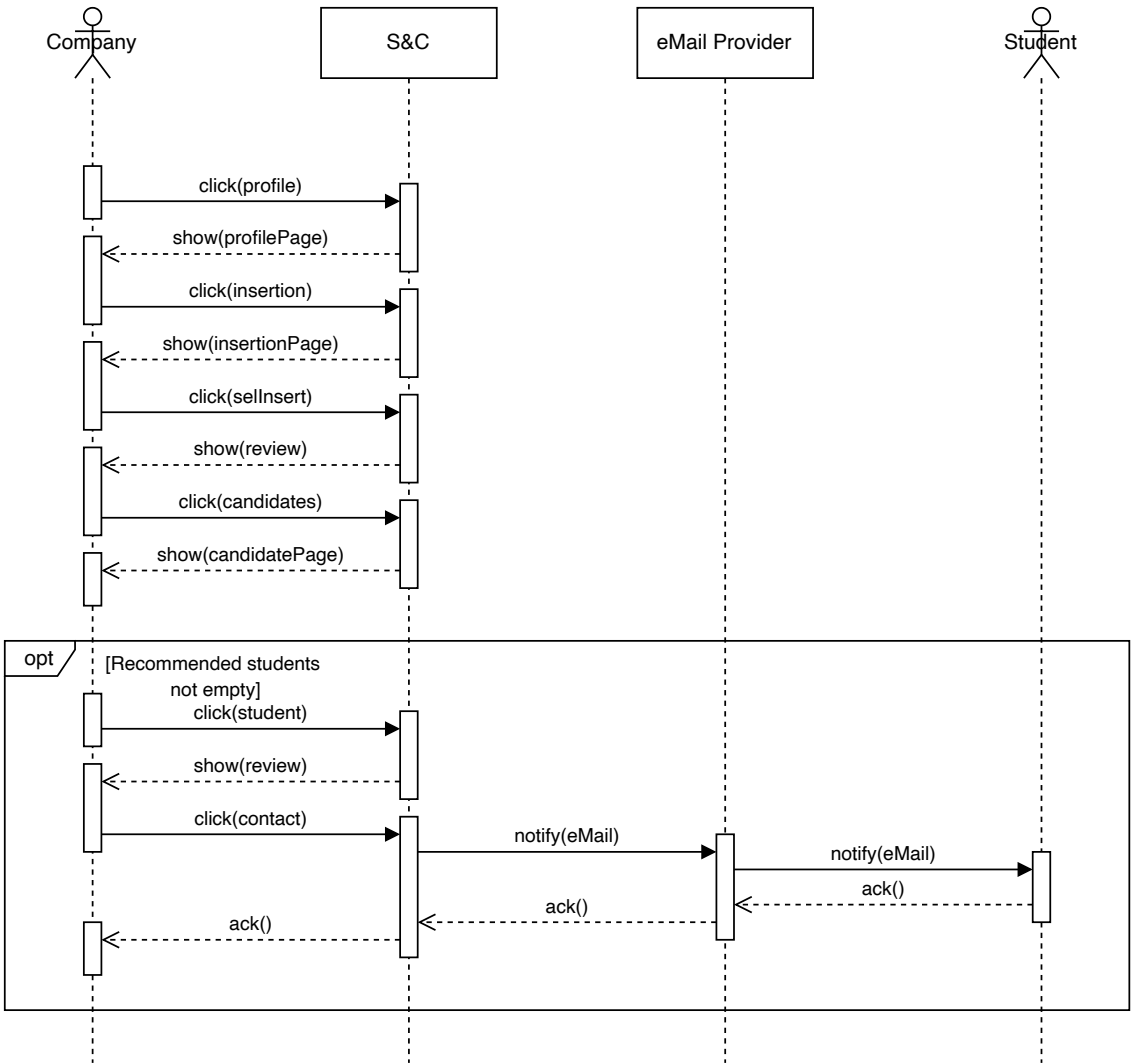 Company
S&C
eMail Provider
Student
click(profile)
show(profilePage)
click(insertion)
show(insertionPage)
click(selInsert)
show(review)
click(candidates)
show(candidatePage)
opt
[Recommended students
not empty]
click(student)
show(review)
click(contact)
notify(eMail)
notify(eMail)
ack()
ack()
ack()